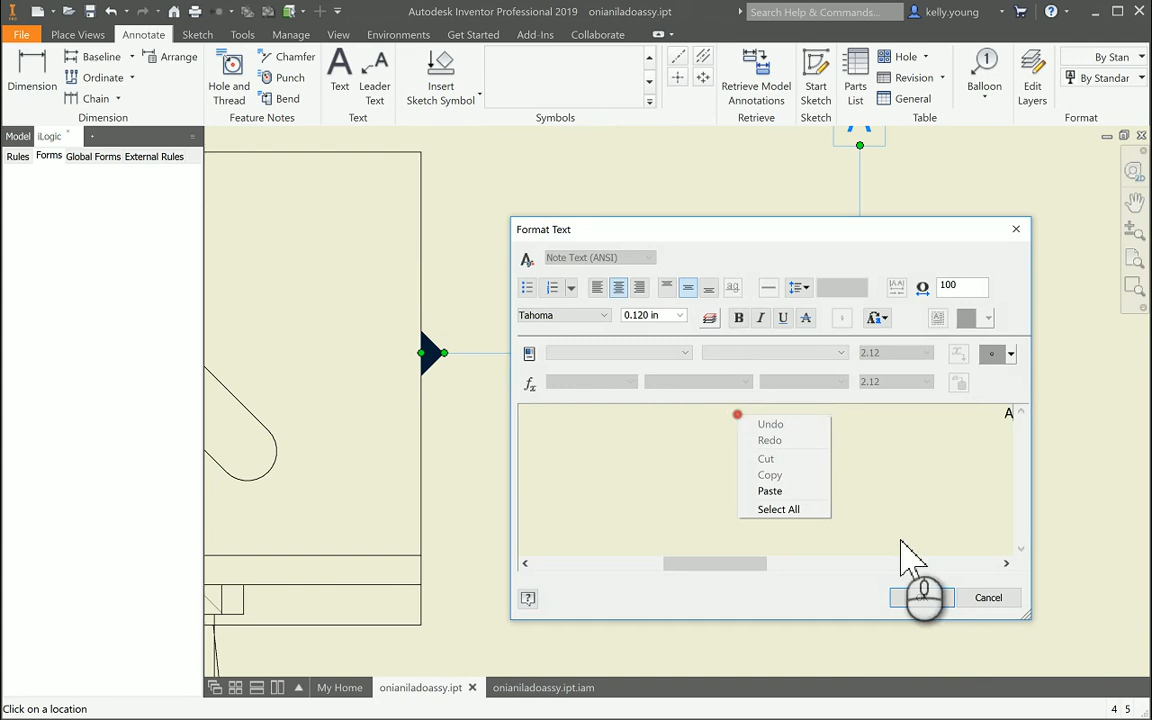 Autodesk Inventor Professional 2019 onianiladoassy.ipt
Search Help & Commands...
kelly.young
File Place Views Annotate Sketch Tools Manage View Environments Get Started Add-Ins Collaborate
Dimension
Baseline
Arrange
Ordinate
Chain
Dimension
Hole and
Thread
Chamfer
Punch
Bend
Feature Notes
Text
Leader
Text
Text
Insert
Sketch Symbol
Symbols
Retrieve Model
Annotations
Retrieve
Start
Sketch
Sketch
Parts
List
Hole
Revision
General
Table
Balloon
Edit
Layers
By Stan
By Standar
Format
Model iLogic
Rules Forms Global Forms External Rules
Format Text
Note Text (ANSI)
100
Tahoma
0.120 in
B I U A
2.12
2.12
A
Undo
Redo
Cut
Copy
Paste
Select All
Cancel
My Home onianiladoassy.ipt onianiladoassy.ipt.iam
Click on a location
4 5